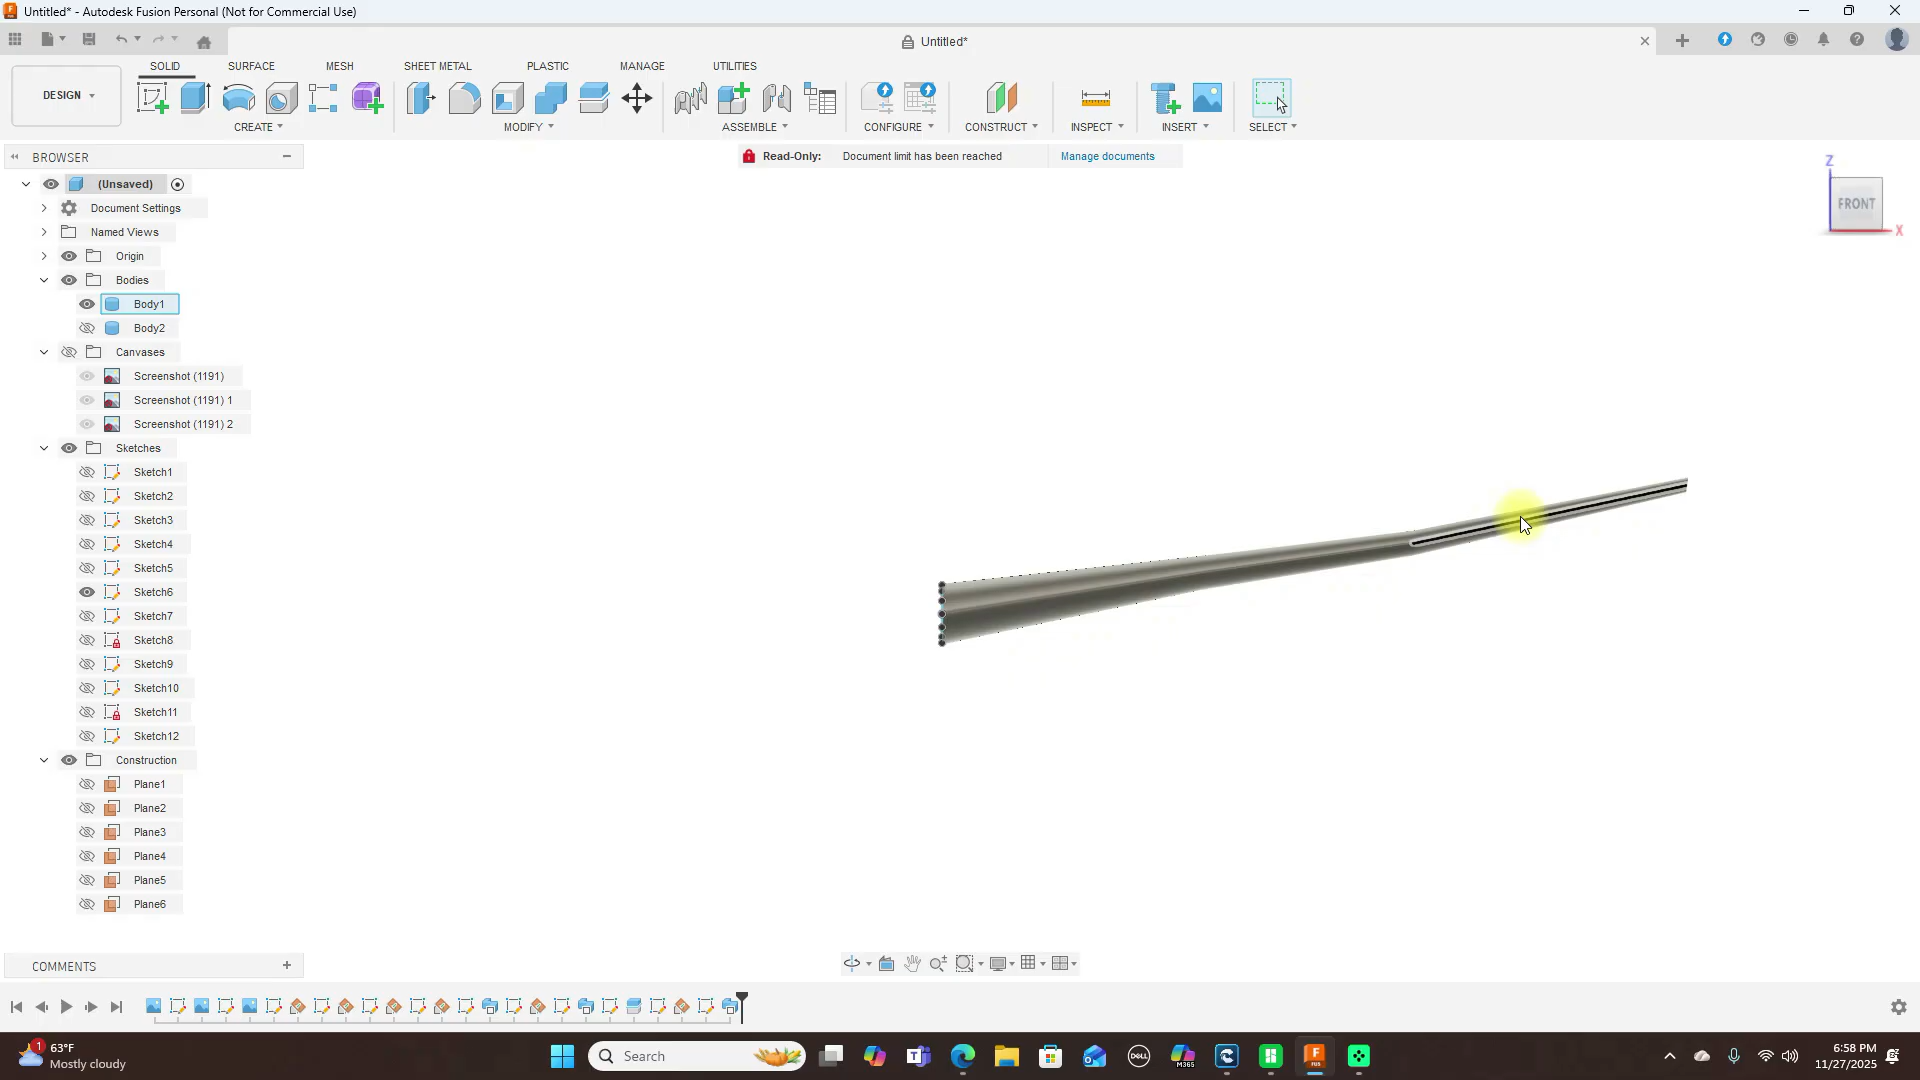 Untitled* - Autodesk Fusion Personal (Not for Commercial Use)
Untitled*
SOLID SURFACE MESH SHEET METAL PLASTIC MANAGE UTILITIES
DESIGN
CREATE MODIFY ASSEMBLE CONFIGURE CONSTRUCT INSPECT INSERT SELECT
BROWSER
Read-Only: Document limit has been reached Manage documents
(Unsaved)
Document Settings
Named Views
Origin
Bodies
Body1
Body2
Canvases
Screenshot (1191)
Screenshot (1191) 1
Screenshot (1191) 2
Sketches
Sketch1
Sketch2
Sketch3
Sketch4
Sketch5
Sketch6
Sketch7
Sketch8
Sketch9
Sketch10
Sketch11
Sketch12
Construction
Plane1
Plane2
Plane3
Plane4
Plane5
Plane6
Z
FRONT
X
COMMENTS
1
63°F
Mostly cloudy
Search
DELL
M365
F
FUS
6:58 PM
11/27/2025